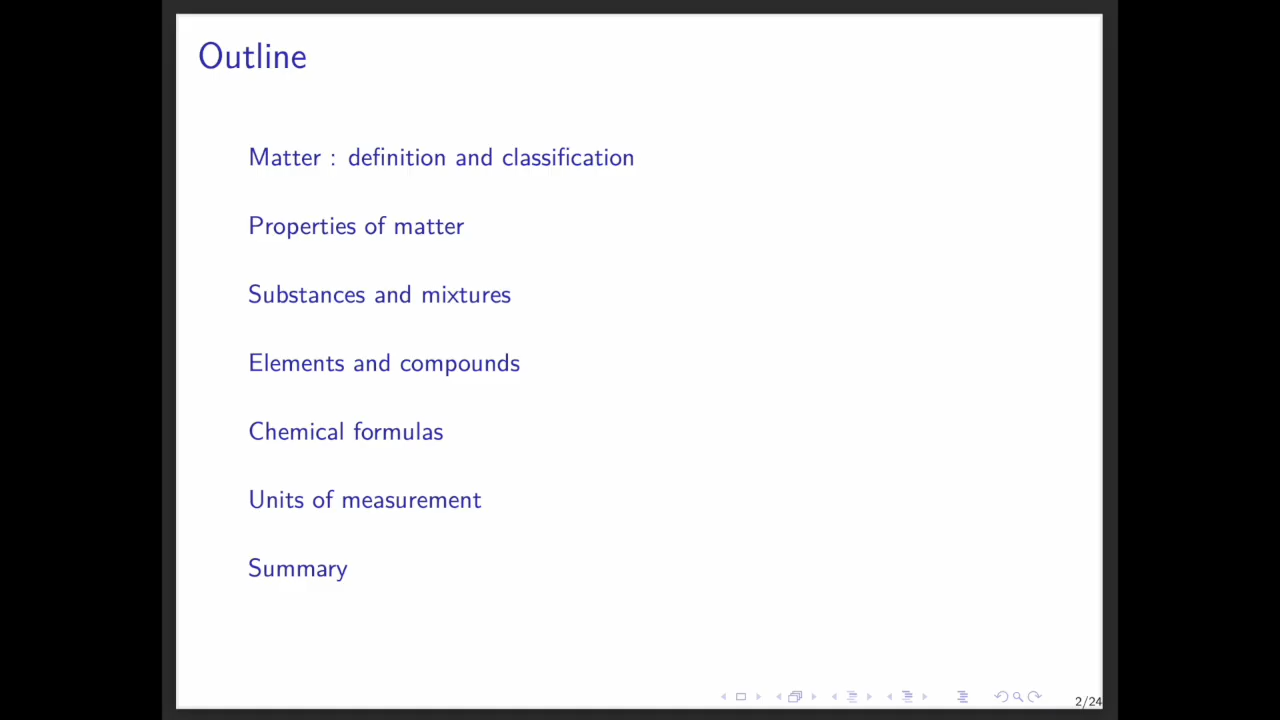 Outline
Matter : definition and classification
Properties of matter
Substances and mixtures
Elements and compounds
Chemical formulas
Units of measurement
Summary
2/24